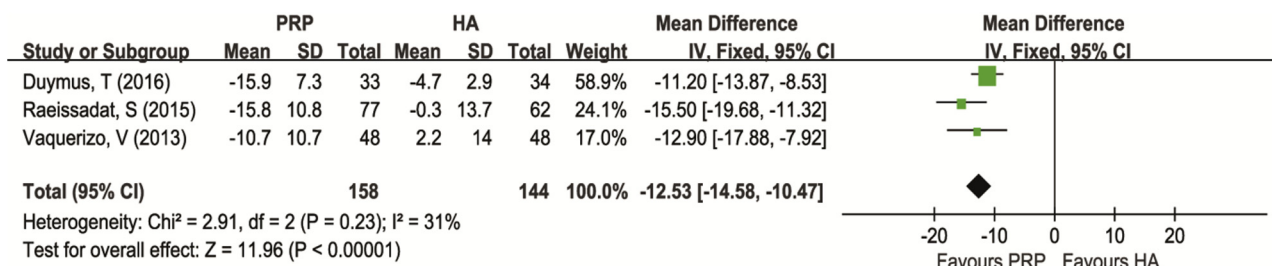 PRP HA Mean Difference Mean Difference
Study or Subgroup Mean SD Total Mean SD Total Weight IV, Fixed, 95% CI IV, Fixed, 95% CI
Duymus, T (2016) -15.9 7.3 33 -4.7 2.9 34 58.9% -11.20 [-13.87, -8.53]
Raeissadat, S (2015) -15.8 10.8 77 -0.3 13.7 62 24.1% -15.50 [-19.68, -11.32]
Vaquerizo, V (2013) -10.7 10.7 48 2.2 14 48 17.0% -12.90 [-17.88, -7.92]
Total (95% CI) 158 144 100.0% -12.53 [-14.58, -10.47]
Heterogeneity: Chi² = 2.91, df = 2 (P = 0.23); I² = 31%
Test for overall effect: Z = 11.96 (P < 0.00001)
-20 -10 0 10 20
Favours PRP Favours HA